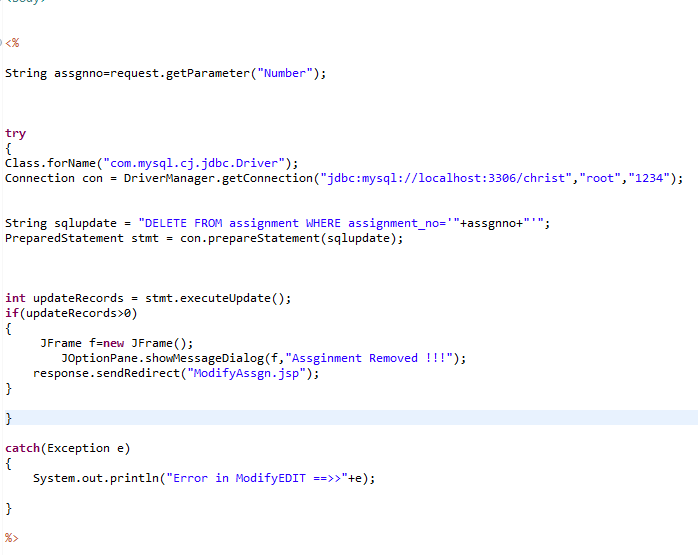 <body>
<%
String assgnno=request.getParameter("Number");
try
{
Class.forName("com.mysql.cj.jdbc.Driver");
Connection con = DriverManager.getConnection("jdbc:mysql://localhost:3306/christ","root","1234");
String sqlupdate = "DELETE FROM assignment WHERE assignment_no='"+assgnno+"'";
PreparedStatement stmt = con.prepareStatement(sqlupdate);
int updateRecords = stmt.executeUpdate();
if(updateRecords>0)
{
JFrame f=new JFrame();
JOptionPane.showMessageDialog(f,"Assginment Removed !!!");
response.sendRedirect("ModifyAssgn.jsp");
}
}
catch(Exception e)
{
System.out.println("Error in ModifyEDIT ==>>"+e);
}
%>